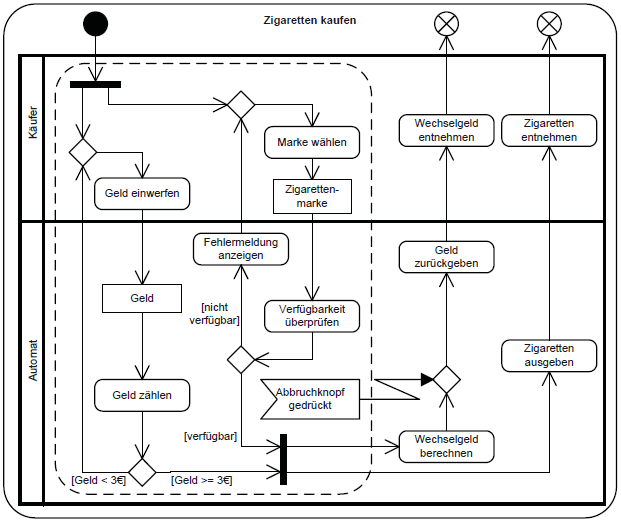 Zigaretten kaufen
Käufer
Marke wählen
Wechselgeld
entnehmen
Zigaretten
entnehmen
Geld einwerfen
Zigaretten-
marke
Automat
Fehlermeldung
anzeigen
Geld
zurückgeben
Geld
[nicht
verfügbar]
Verfügbarkeit
überprüfen
Zigaretten
ausgeben
Geld zählen
Abbruchknopf
gedrückt
[verfügbar]
Wechselgeld
berechnen
[Geld < 3€]
[Geld >= 3€]